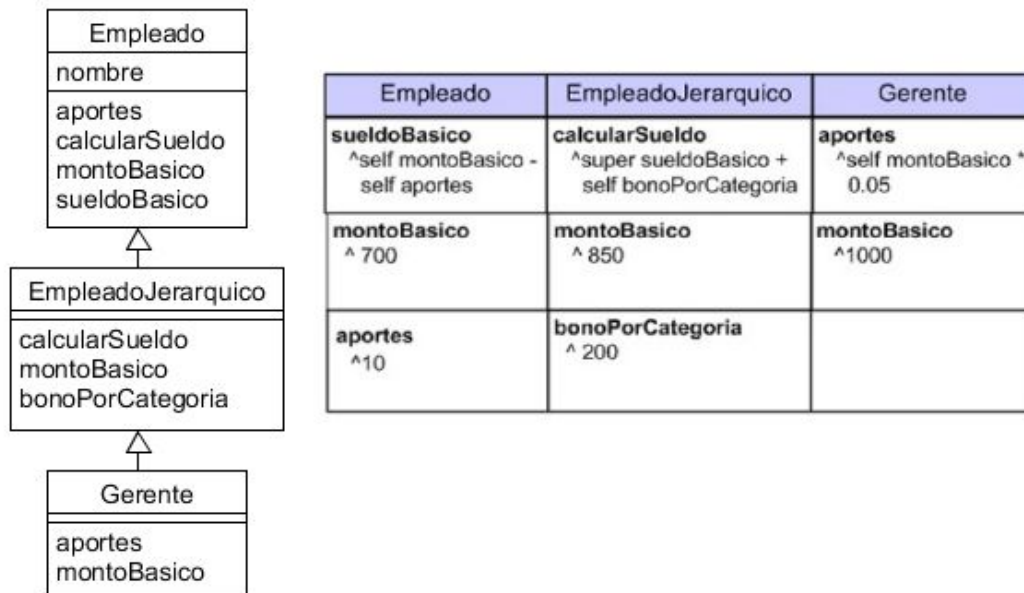 Empleado
nombre
aportes
calcularSueldo
montoBasico
sueldoBasico
EmpleadoJerarquico
calcularSueldo
montoBasico
bonoPorCategoria
Gerente
aportes
montoBasico
Empleado EmpleadoJerarquico Gerente
sueldoBasico
^self montoBasico -
self aportes
calcularSueldo
^super sueldoBasico +
self bonoPorCategoria
aportes
^self montoBasico *
0.05
montoBasico
^ 700
montoBasico
^ 850
montoBasico
^1000
aportes
^10
bonoPorCategoria
^ 200